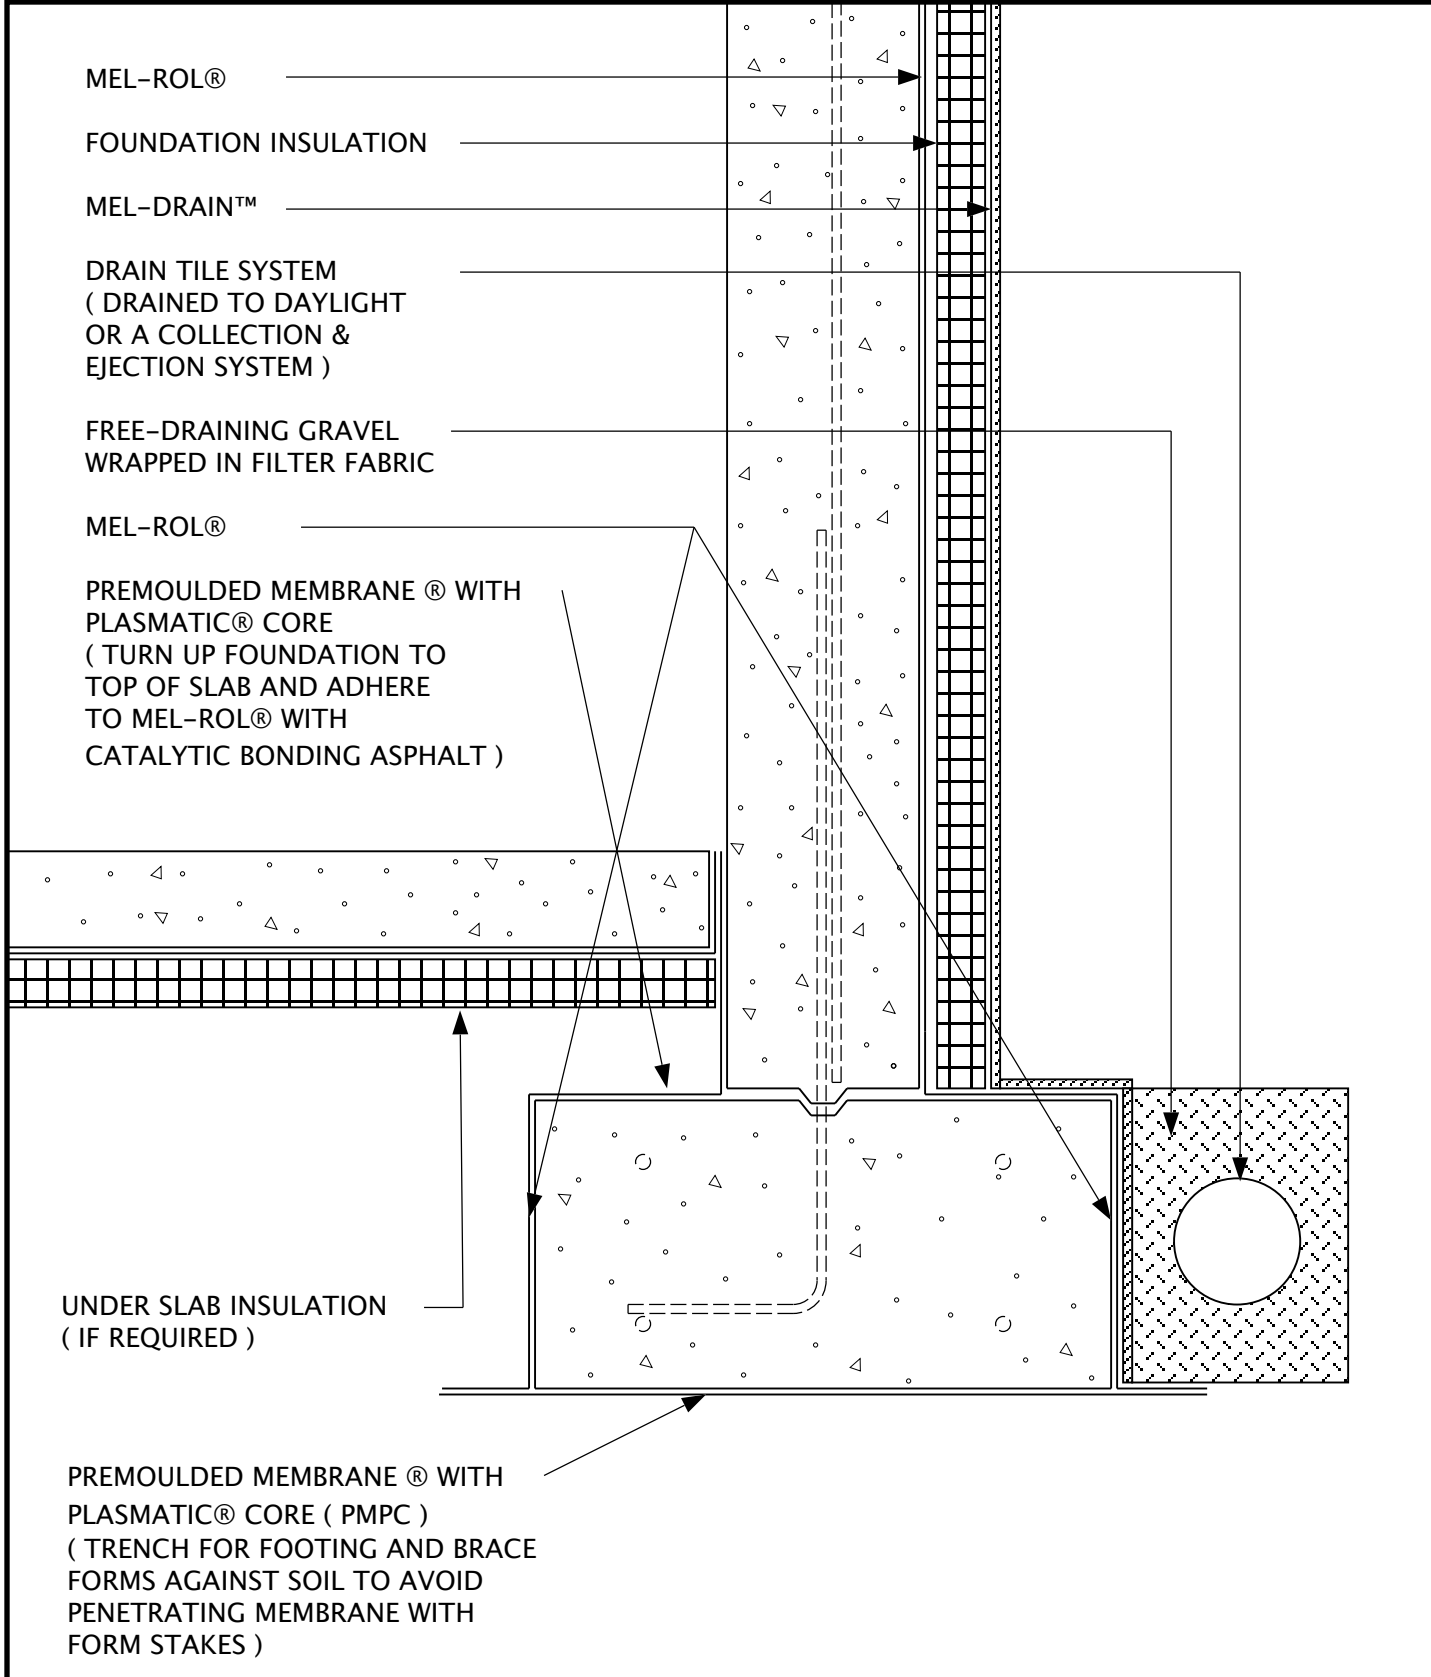 MEL-ROL®
FOUNDATION INSULATION
MEL-DRAIN™
DRAIN TILE SYSTEM
( DRAINED TO DAYLIGHT
OR A COLLECTION &
EJECTION SYSTEM )
FREE-DRAINING GRAVEL
WRAPPED IN FILTER FABRIC
MEL-ROL®
PREMOULDED MEMBRANE ® WITH
PLASMATIC® CORE
( TURN UP FOUNDATION TO
TOP OF SLAB AND ADHERE
TO MEL-ROL® WITH
CATALYTIC BONDING ASPHALT )
UNDER SLAB INSULATION
( IF REQUIRED )
PREMOULDED MEMBRANE ® WITH
PLASMATIC® CORE ( PMPC )
( TRENCH FOR FOOTING AND BRACE
FORMS AGAINST SOIL TO AVOID
PENETRATING MEMBRANE WITH
FORM STAKES )